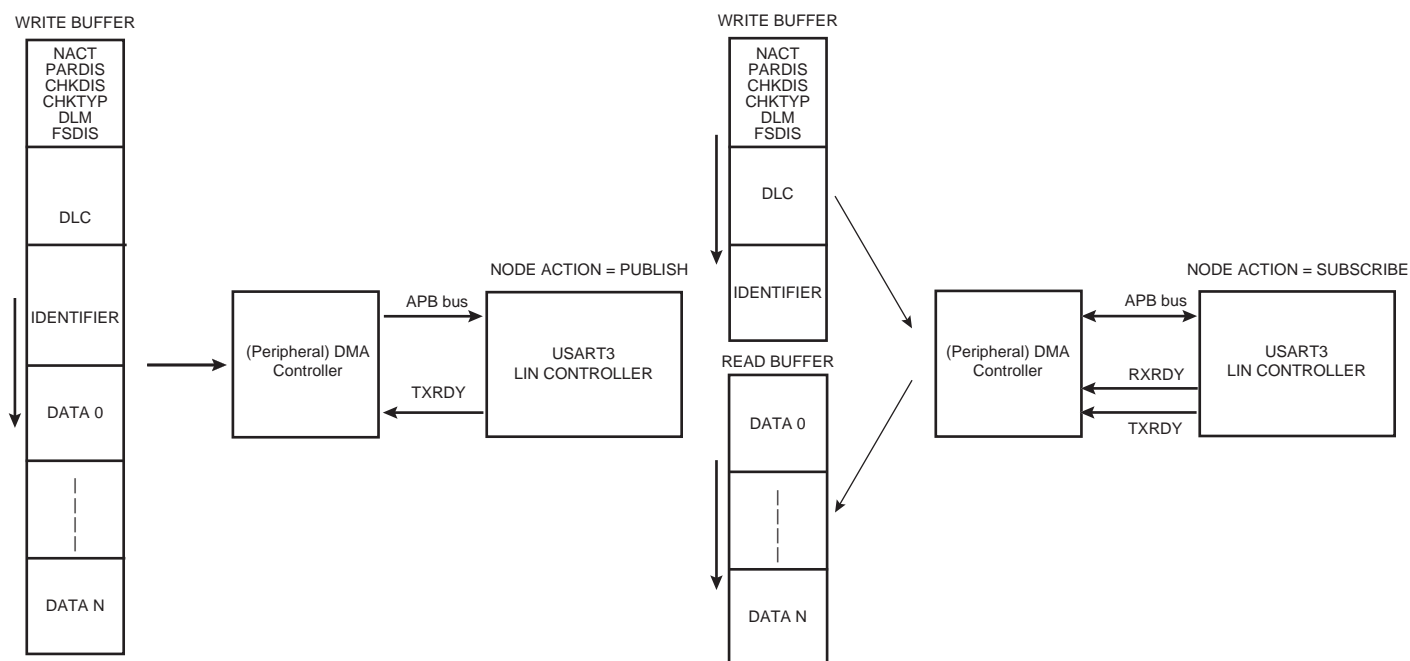 WRITE BUFFER
NACT
PARDIS
CHKDIS
CHKTYP
DLM
FSDIS
DLC
IDENTIFIER
DATA 0
DATA N
(Peripheral) DMA
Controller
APB bus
TXRDY
NODE ACTION = PUBLISH
USART3
LIN CONTROLLER
WRITE BUFFER
NACT
PARDIS
CHKDIS
CHKTYP
DLM
FSDIS
DLC
IDENTIFIER
READ BUFFER
DATA 0
DATA N
(Peripheral) DMA
Controller
APB bus
RXRDY
TXRDY
NODE ACTION = SUBSCRIBE
USART3
LIN CONTROLLER